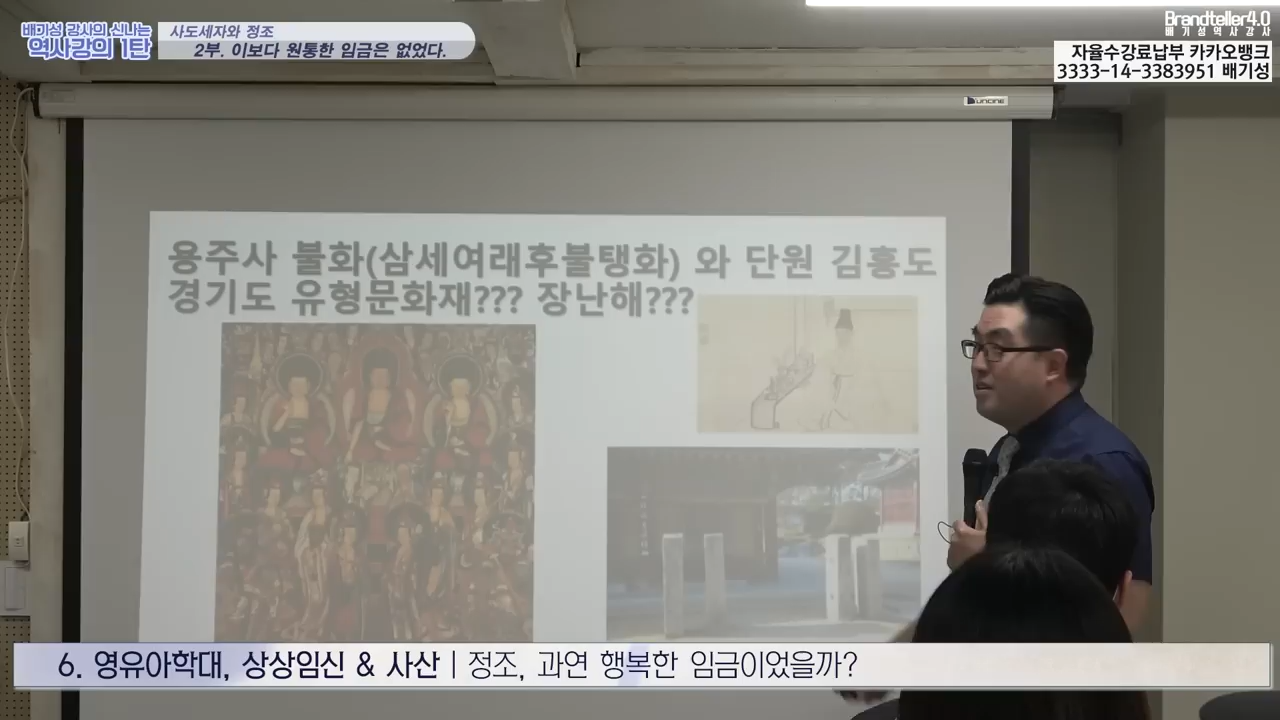 배기성 강사의 신나는
역사강의 1탄
사도세자와 정조
2부. 이보다 원통한 임금은 없었다.
Brandteller4.0
배기성역사강사
자율수강료납부 카카오뱅크
3333-14-3383951 배기성
용주사 불화(삼세여래후불탱화) 와 단원 김홍도
경기도 유형문화재??? 장난해???
6. 영유아학대, 상상임신 & 사산 | 정조, 과연 행복한 임금이었을까?